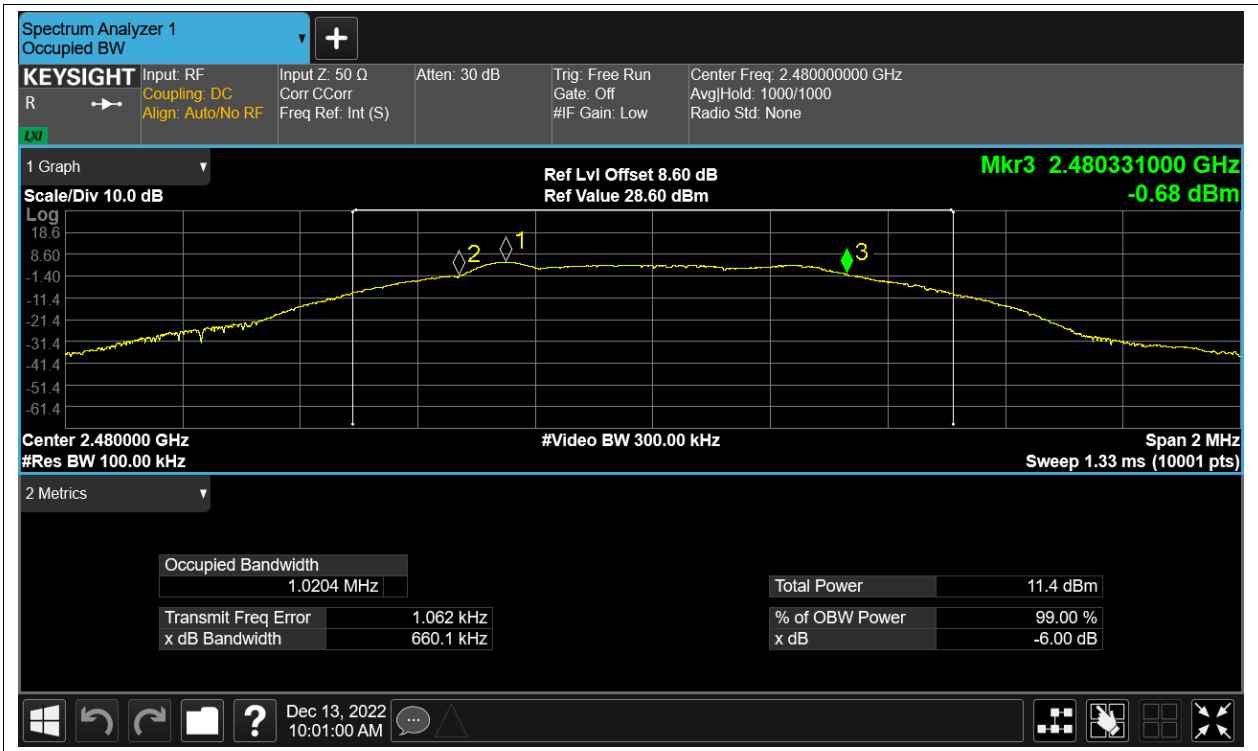 Spectrum Analyzer 1
Occupied BW
KEYSIGHT
R
LXI
Input: RF
Coupling: DC
Align: Auto/No RF
Input Z: 50 Ω
Corr CCorr
Freq Ref: Int (S)
Atten: 30 dB
Trig: Free Run
Gate: Off
#IF Gain: Low
Center Freq: 2.480000000 GHz
Avg|Hold: 1000/1000
Radio Std: None
1 Graph
Scale/Div 10.0 dB
Ref Lvl Offset 8.60 dB
Ref Value 28.60 dBm
Mkr3 2.480331000 GHz
-0.68 dBm
Log
18.6
8.60
-1.40
-11.4
-21.4
-31.4
-41.4
-51.4
-61.4
2
1
3
Center 2.480000 GHz
#Res BW 100.00 kHz
#Video BW 300.00 kHz
Span 2 MHz
Sweep 1.33 ms (10001 pts)
2 Metrics
Occupied Bandwidth
1.0204 MHz
Transmit Freq Error 1.062 kHz
x dB Bandwidth 660.1 kHz
Total Power 11.4 dBm
% of OBW Power 99.00 %
x dB -6.00 dB
?
Dec 13, 2022
10:01:00 AM